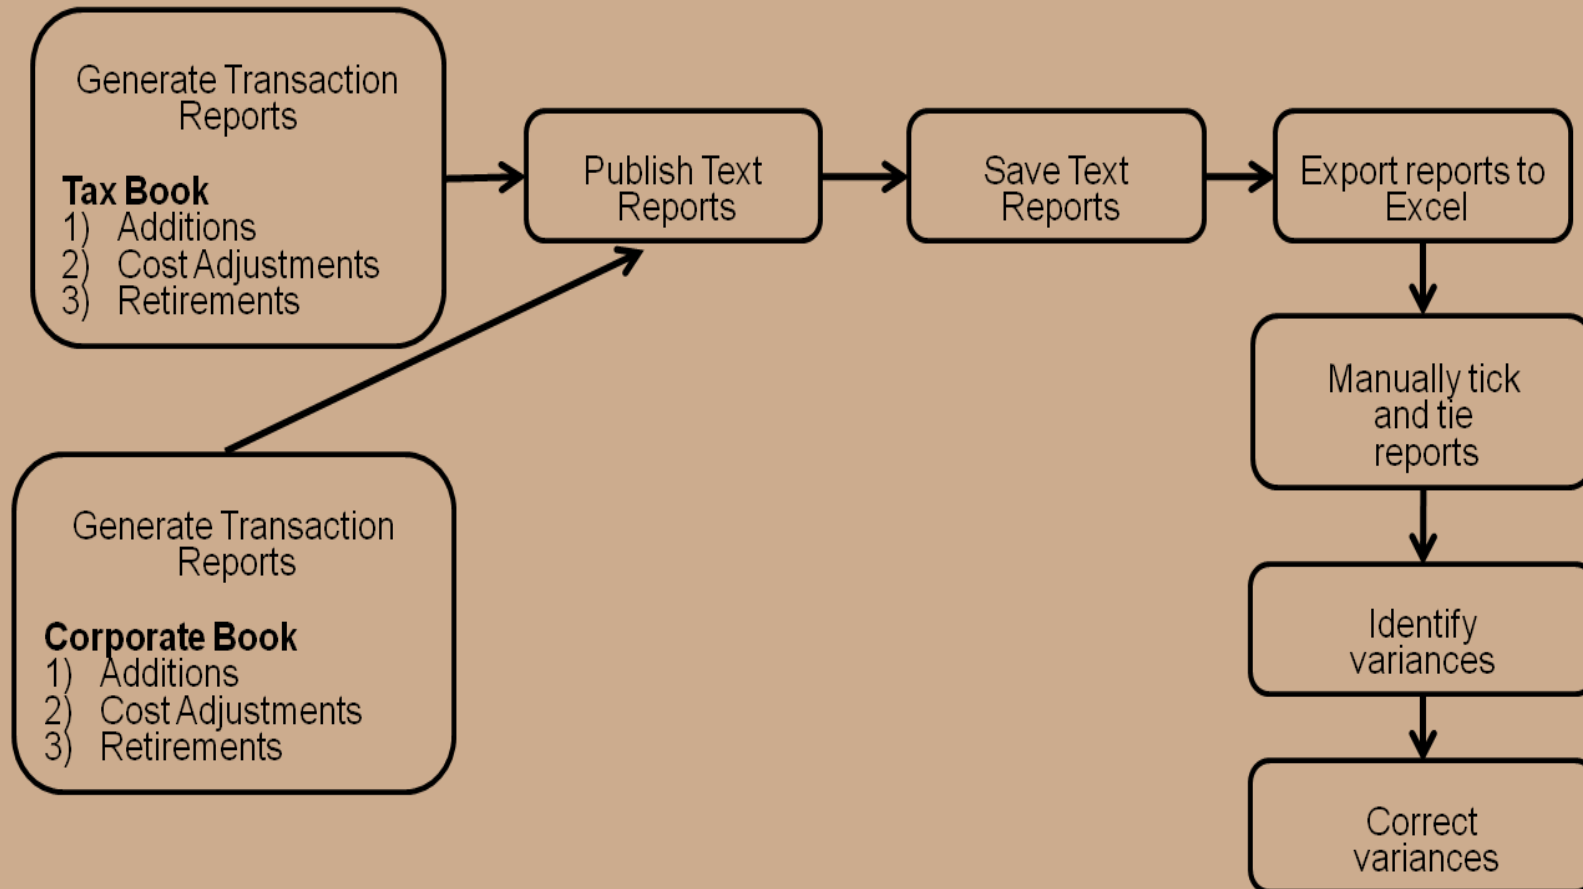 Generate Transaction
Reports
Tax Book
1) Additions
2) Cost Adjustments
3) Retirements
Publish Text
Reports
Save Text
Reports
Export reports to
Excel
Manually tick
and tie
reports
Identify
variances
Correct
variances
Generate Transaction
Reports
Corporate Book
1) Additions
2) Cost Adjustments
3) Retirements